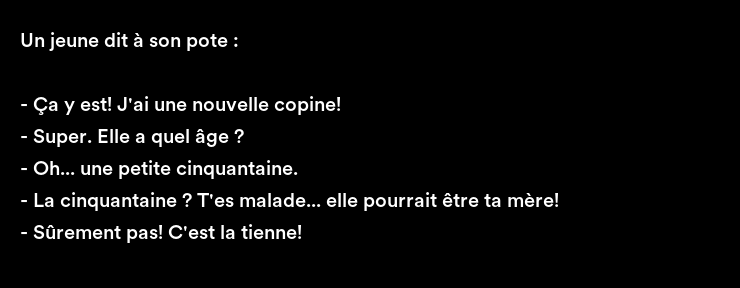 Un jeune dit à son pote :
- Ça y est! J'ai une nouvelle copine!
- Super. Elle a quel âge ?
- Oh... une petite cinquantaine.
- La cinquantaine ? T'es malade... elle pourrait être ta mère!
- Sûrement pas! C'est la tienne!